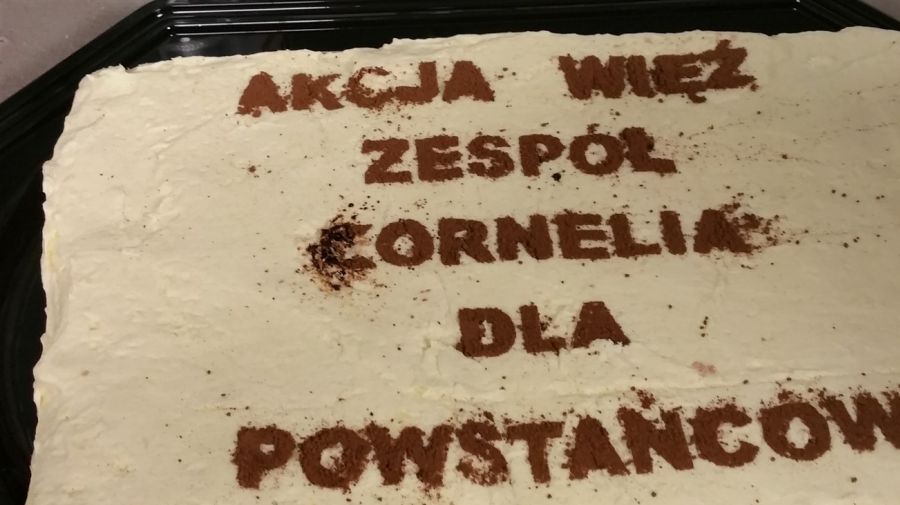 AKCJA WIĘŹ
ZESPÓŁ
CORNELIA
DLA
POWSTAŃCÓW